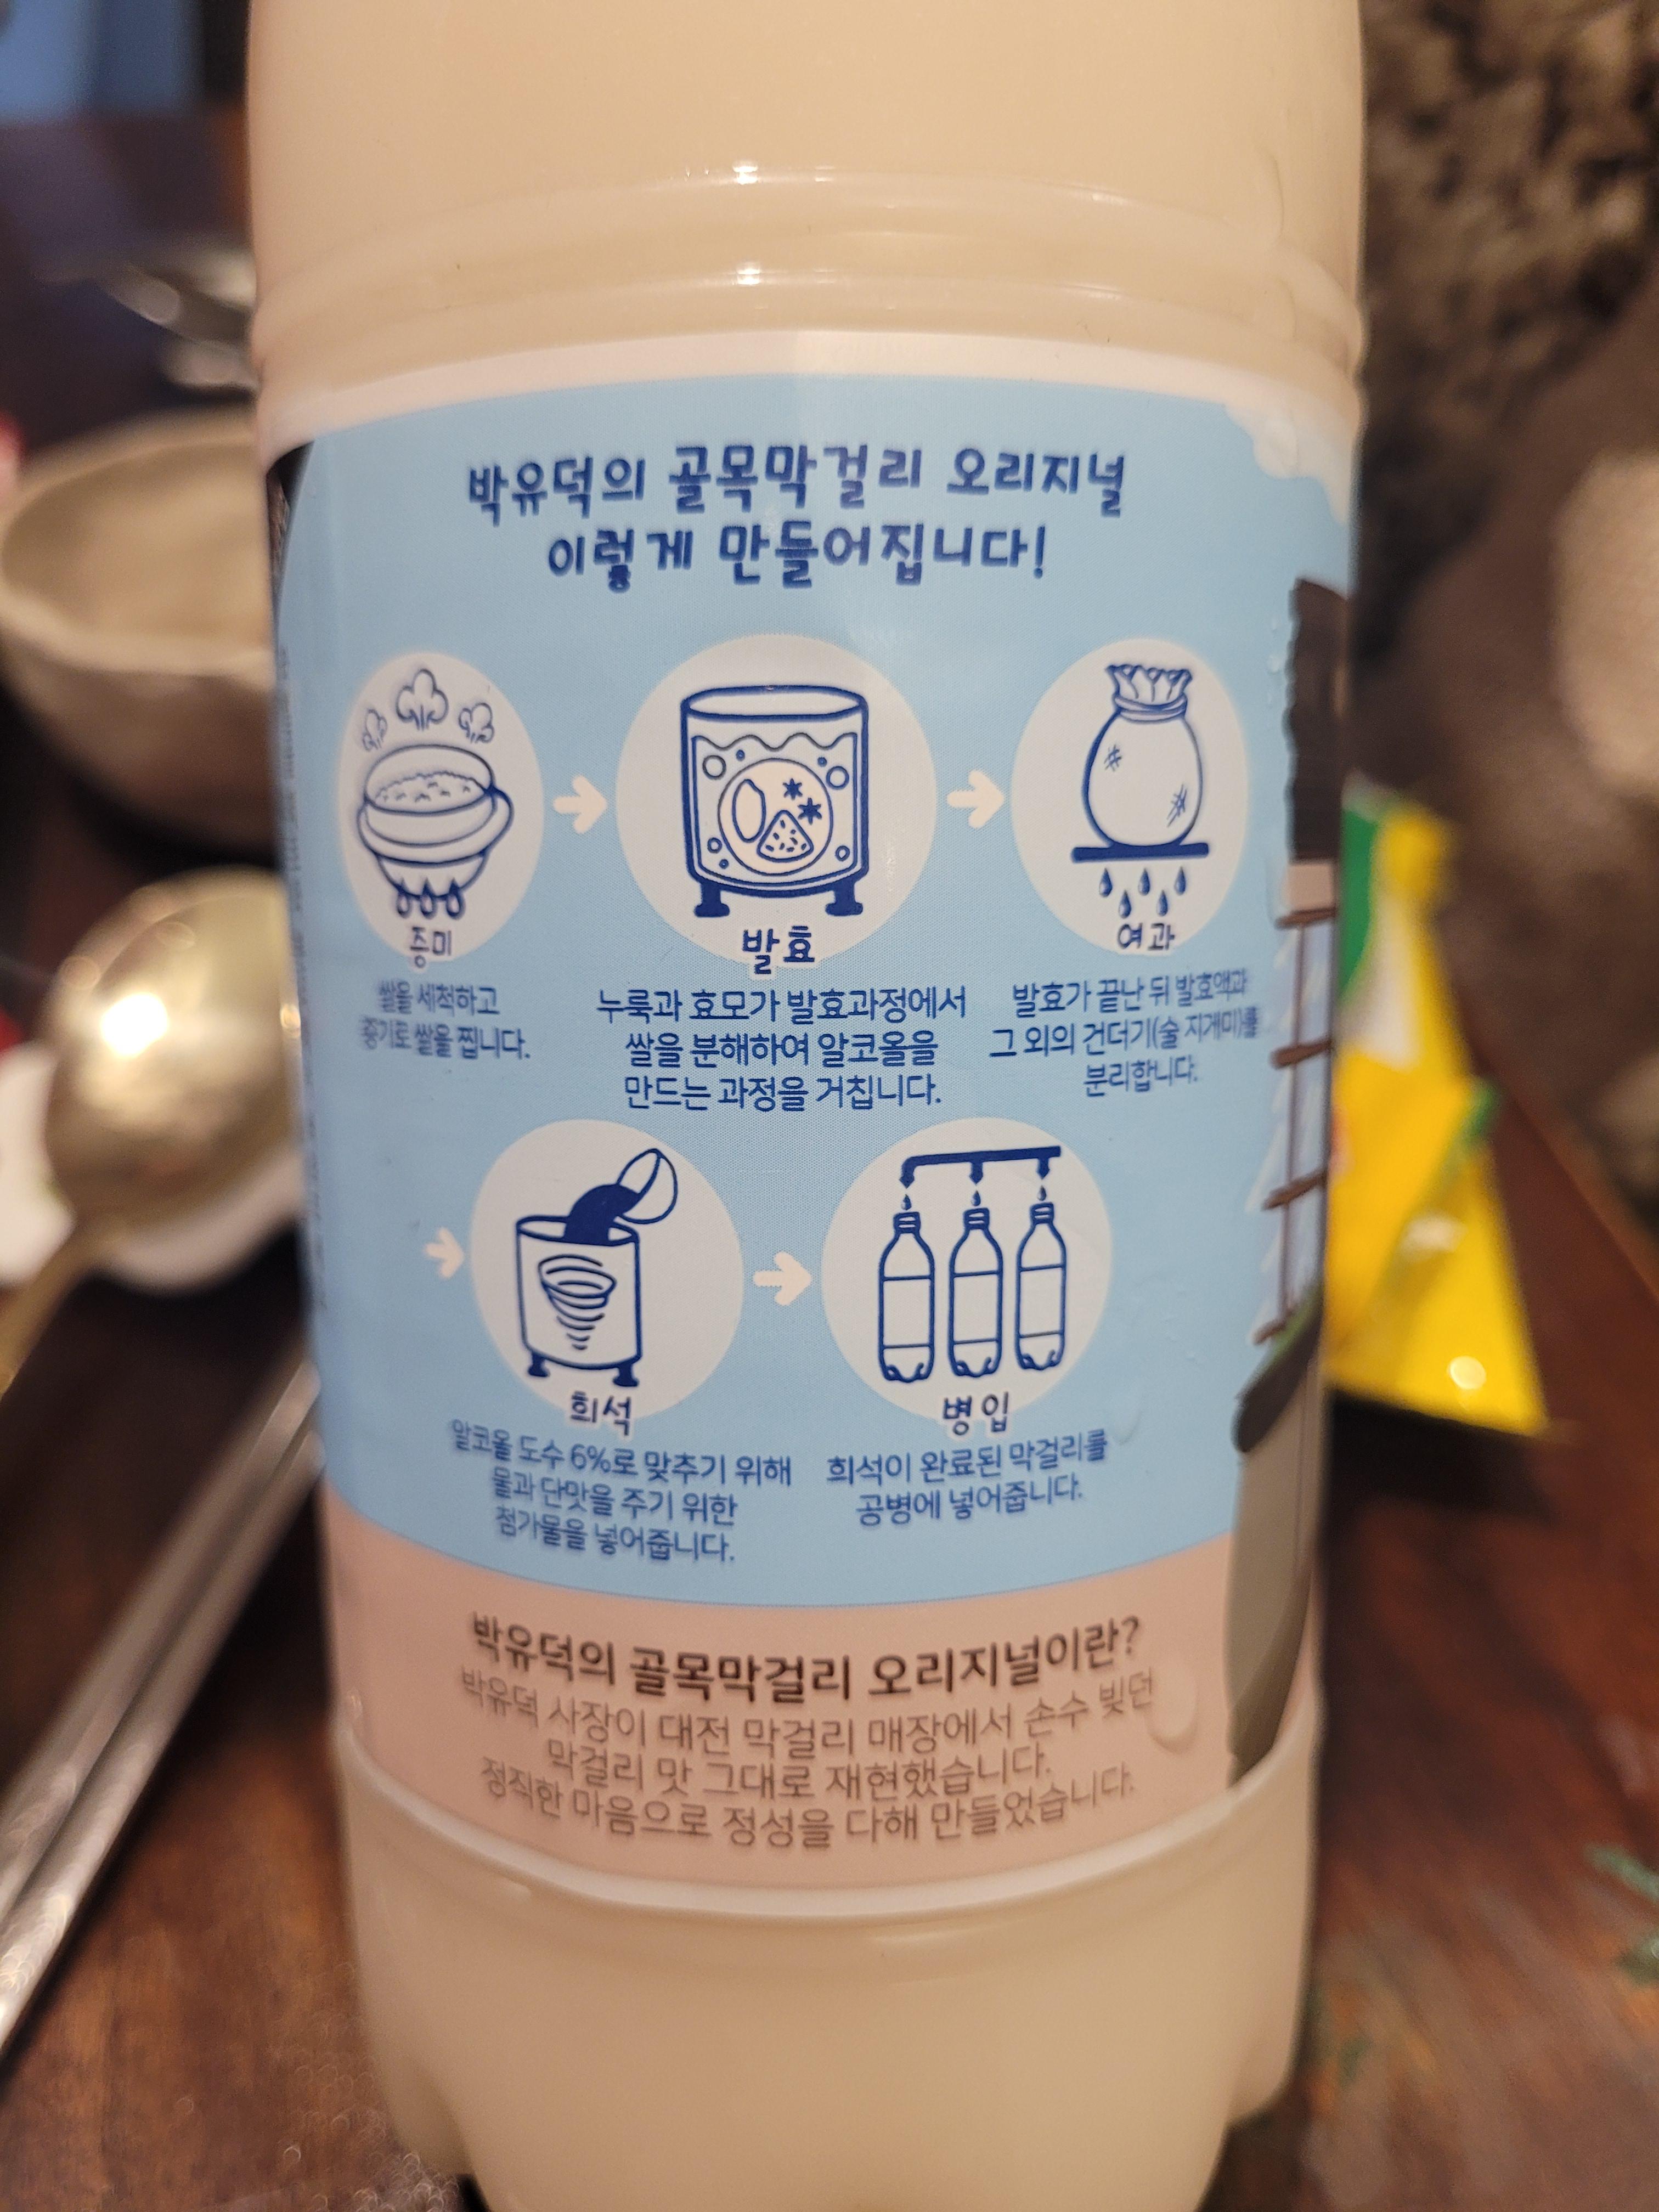 박유덕의 골목막걸리 오리지널
이렇게 만들어집니다!
증미
쌀을 세척하고
증기로 쌀을 찝니다.
발효
누룩과 효모가 발효과정에서
쌀을 분해하여 알코올을
만드는 과정을 거칩니다.
여과
발효가 끝난 뒤 발효액과
그 외의 건더기(술 지게미)를
분리합니다.
희석
알코올 도수 6%로 맞추기 위해
물과 단맛을 주기 위한
첨가물을 넣어줍니다.
병입
희석이 완료된 막걸리를
공병에 넣어줍니다.
박유덕의 골목막걸리 오리지널이란?
박유덕 사장이 대전 막걸리 매장에서 손수 빚던
막걸리 맛 그대로 재현했습니다.
정직한 마음으로 정성을 다해 만들었습니다.